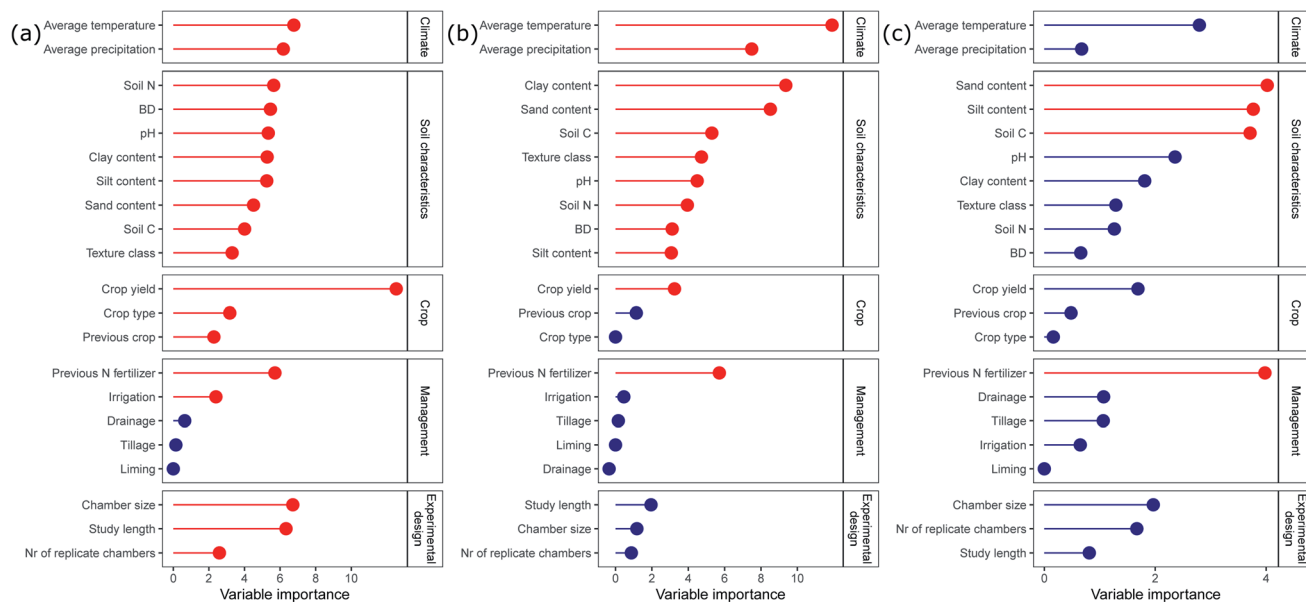 (a)
Average temperature
Average precipitation
Climate
Soil N
BD
pH
Clay content
Silt content
Sand content
Soil C
Texture class
Soil characteristics
Crop yield
Crop type
Previous crop
Crop
Previous N fertilizer
Irrigation
Drainage
Tillage
Liming
Management
Chamber size
Study length
Nr of replicate chambers
Experimental
design
0 2 4 6 8 10
Variable importance
(b)
Average temperature
Average precipitation
Climate
Clay content
Sand content
Soil C
Texture class
pH
Soil N
BD
Silt content
Soil characteristics
Crop yield
Previous crop
Crop type
Crop
Previous N fertilizer
Irrigation
Tillage
Liming
Drainage
Management
Study length
Chamber size
Nr of replicate chambers
Experimental
design
0 2 4 6 8 10
Variable importance
(c)
Average temperature
Average precipitation
Climate
Sand content
Silt content
Soil C
pH
Clay content
Texture class
Soil N
BD
Soil characteristics
Crop yield
Previous crop
Crop type
Crop
Previous N fertilizer
Drainage
Tillage
Irrigation
Liming
Management
Chamber size
Nr of replicate chambers
Study length
Experimental
design
0 2 4
Variable importance